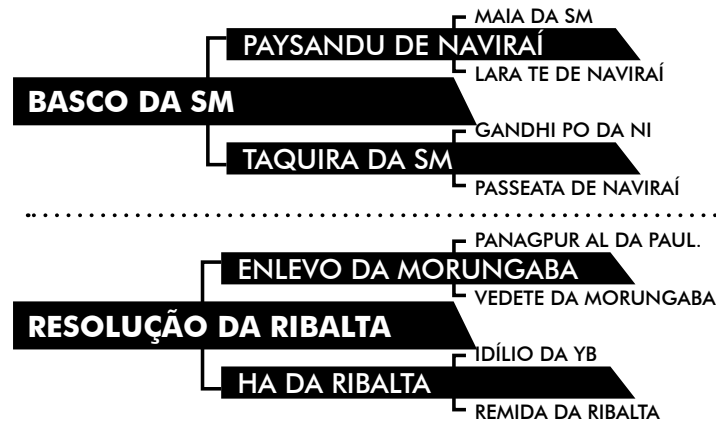 MAIA DA SM
PAYSANDU DE NAVIRAÍ
LARA TE DE NAVIRAÍ
BASCO DA SM
GANDHI PO DA NI
TAQUIRA DA SM
PASSEATA DE NAVIRAÍ
PANAGPUR AL DA PAUL.
ENLEVO DA MORUNGABA
VEDETE DA MORUNGABA
RESOLUÇÃO DA RIBALTA
IDÍLIO DA YB
HA DA RIBALTA
REMIDA DA RIBALTA